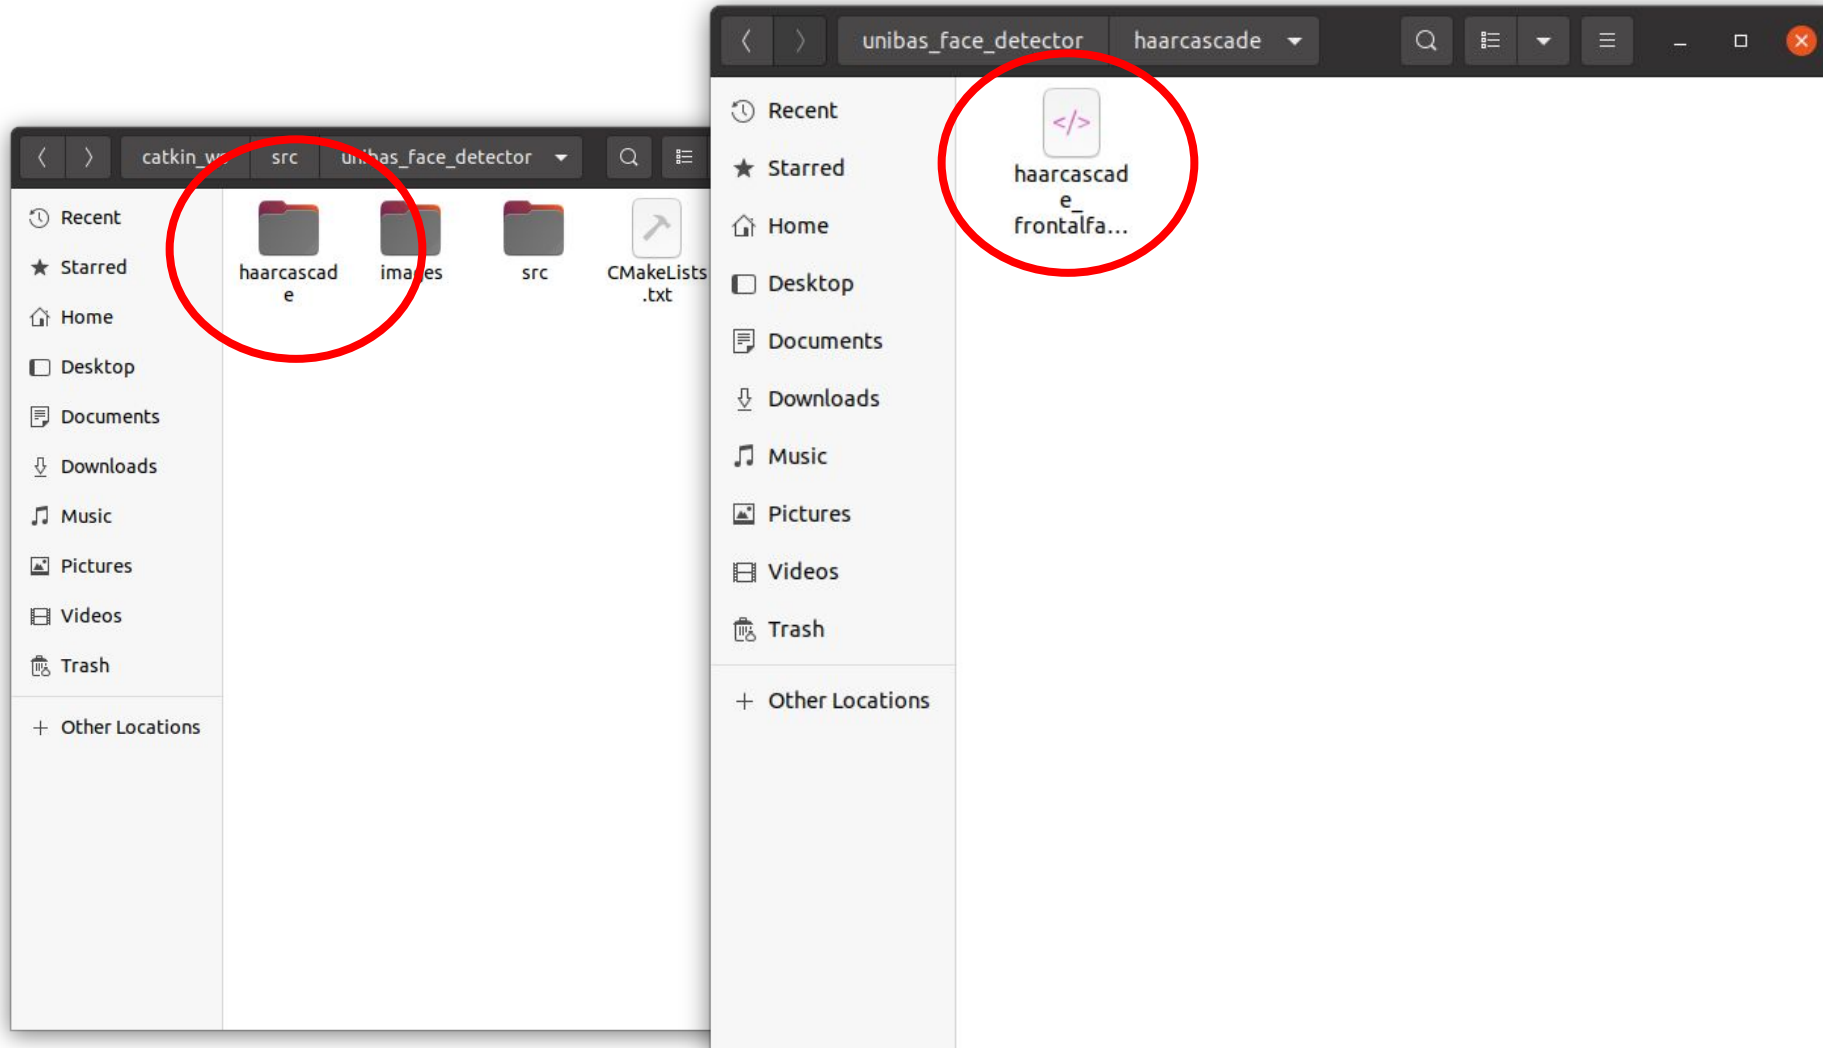 catkin_ws src unibas_face_detector
Recent
Starred
Home
Desktop
Documents
Downloads
Music
Pictures
Videos
Trash
Other Locations
haarcascad
e
images
src
CMakeLists
.txt
unibas_face_detector haarcascade
Recent
Starred
Home
Desktop
Documents
Downloads
Music
Pictures
Videos
Trash
Other Locations
</>
haarcascad
e_
frontalfa...